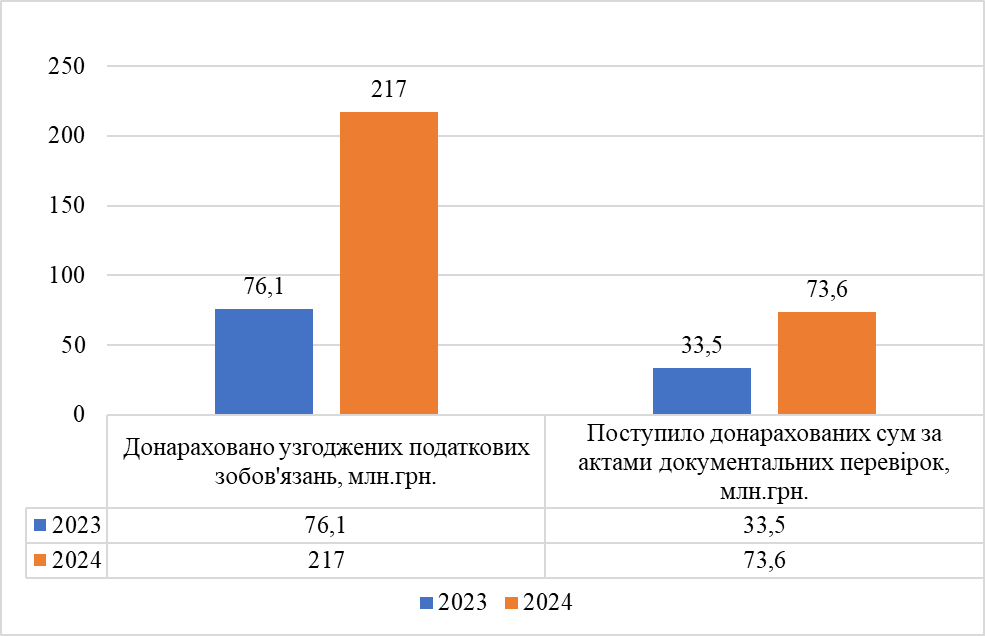 250
200
150
100
50
0
217
76,1
73,6
33,5
Донараховано узгоджених податкових
зобов'язань, млн.грн.
Поступило донарахованих сум за
актами документальних перевірок,
млн.грн.
2023 76,1 33,5
2024 217 73,6
2023 2024